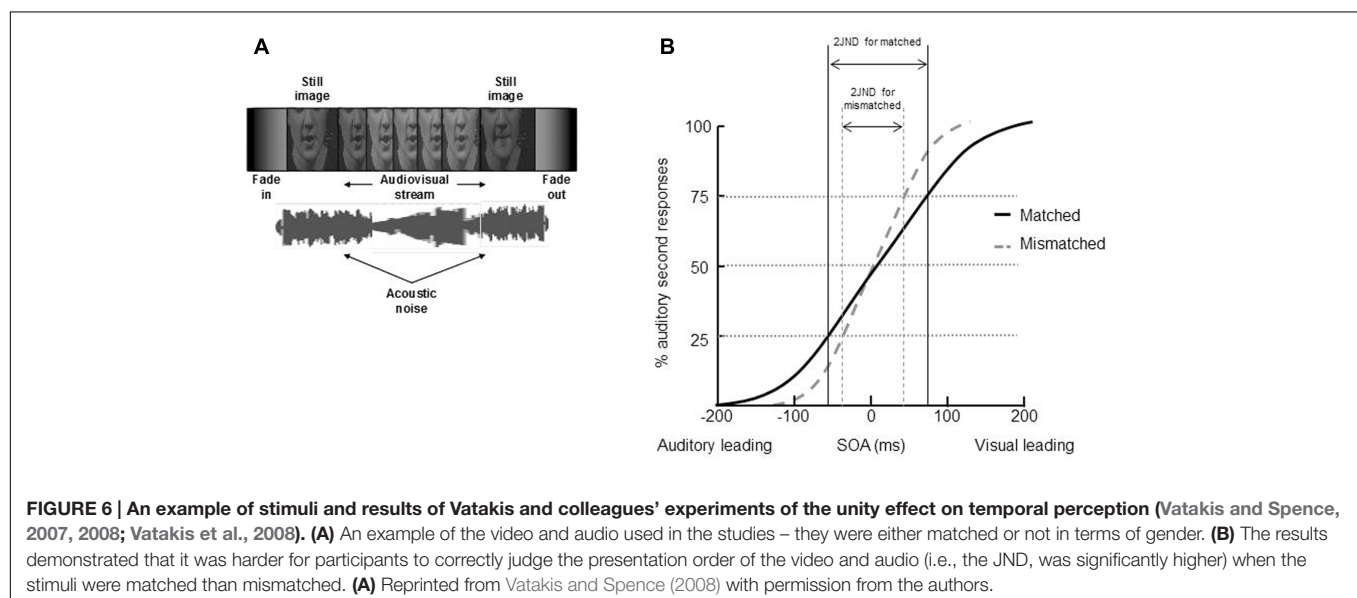 A
Still
image
Still
image
Fade
in
Audiovisual
stream
Fade
out
Acoustic
noise
B
2JND for matched
2JND for
mismatched
% auditory second responses
100
75
50
25
Matched
Mismatched
-200
-100
0
100
200
Auditory leading
SOA (ms)
Visual leading
FIGURE 6 | An example of stimuli and results of Vatakis and colleagues’ experiments of the unity effect on temporal perception (Vatakis and Spence,
2007, 2008; Vatakis et al., 2008). (A) An example of the video and audio used in the studies – they were either matched or not in terms of gender. (B) The results
demonstrated that it was harder for participants to correctly judge the presentation order of the video and audio (i.e., the JND, was significantly higher) when the
stimuli were matched than mismatched. (A) Reprinted from Vatakis and Spence (2008) with permission from the authors.